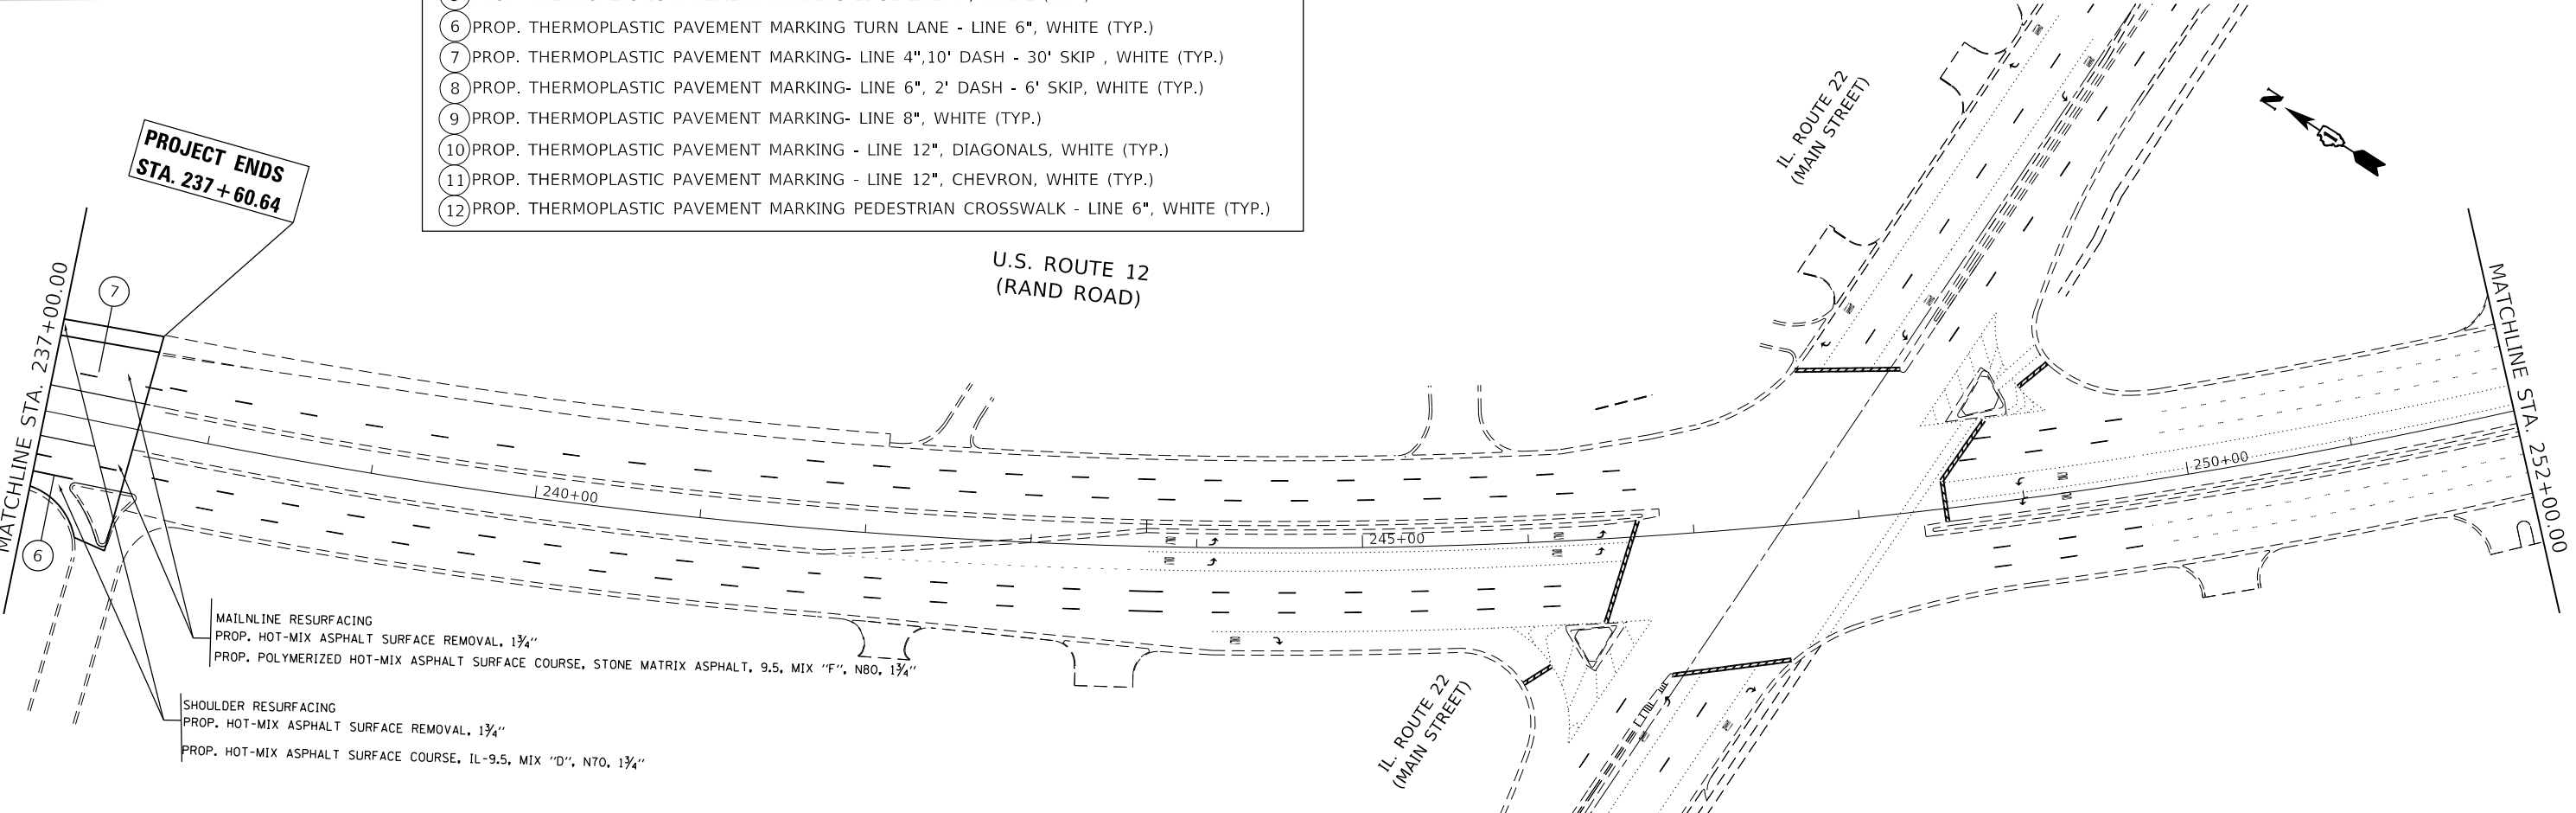 6 PROP. THERMOPLASTIC PAVEMENT MARKING TURN LANE - LINE 6", WHITE (TYP.)
7 PROP. THERMOPLASTIC PAVEMENT MARKING- LINE 4",10' DASH - 30' SKIP , WHITE (TYP.)
8 PROP. THERMOPLASTIC PAVEMENT MARKING- LINE 6", 2' DASH - 6' SKIP, WHITE (TYP.)
9 PROP. THERMOPLASTIC PAVEMENT MARKING- LINE 8", WHITE (TYP.)
10 PROP. THERMOPLASTIC PAVEMENT MARKING - LINE 12", DIAGONALS, WHITE (TYP.)
11 PROP. THERMOPLASTIC PAVEMENT MARKING - LINE 12", CHEVRON, WHITE (TYP.)
12 PROP. THERMOPLASTIC PAVEMENT MARKING PEDESTRIAN CROSSWALK - LINE 6", WHITE (TYP.)
PROJECT ENDS
STA. 237+60.64
IL. ROUTE 22
(MAIN STREET)
N
U.S. ROUTE 12
(RAND ROAD)
MATCHLINE STA. 237+00.00
7
6
240+00
245+00
250+00
MATCHLINE STA. 252+00.00
MAILNLINE RESURFACING
PROP. HOT-MIX ASPHALT SURFACE REMOVAL, 1¾"
PROP. POLYMERIZED HOT-MIX ASPHALT SURFACE COURSE, STONE MATRIX ASPHALT, 9.5, MIX "F", N80, 1¾"
SHOULDER RESURFACING
PROP. HOT-MIX ASPHALT SURFACE REMOVAL, 1¾"
PROP. HOT-MIX ASPHALT SURFACE COURSE, IL-9.5, MIX "D", N70, 1¾"
IL. ROUTE 22
(MAIN STREET)